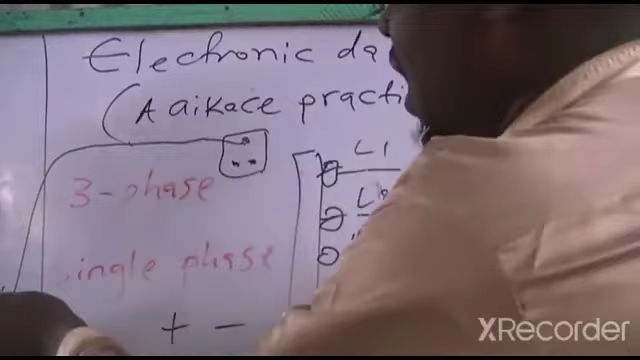 Electronic da
(A aikace practi
L1
3-phase
single phase
+ -
XRecorder